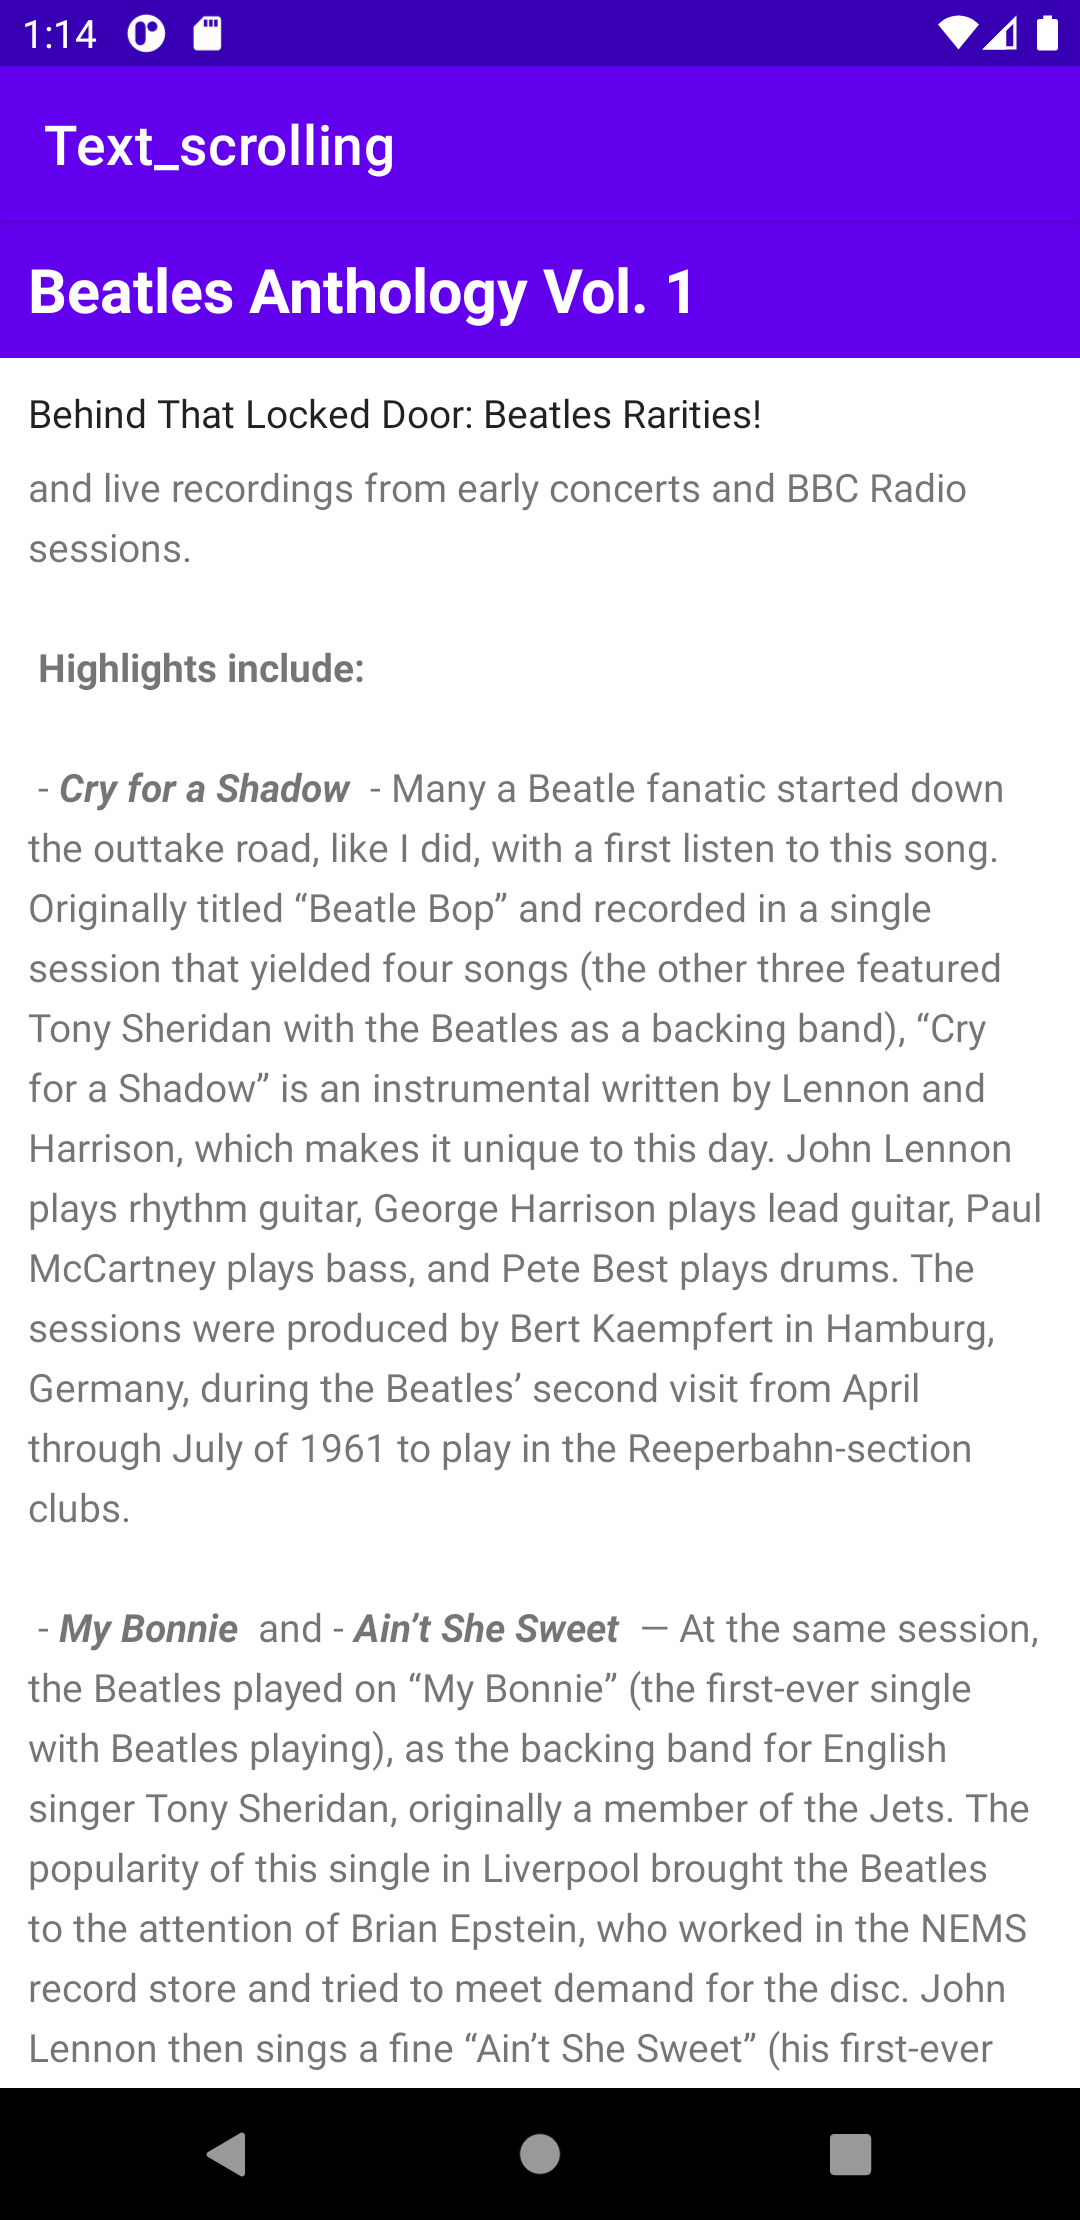 1:14
Text_scrolling
Beatles Anthology Vol. 1
Behind That Locked Door: Beatles Rarities!
and live recordings from early concerts and BBC Radio
sessions.
Highlights include:
- Cry for a Shadow - Many a Beatle fanatic started down
the outtake road, like I did, with a first listen to this song.
Originally titled “Beatle Bop” and recorded in a single
session that yielded four songs (the other three featured
Tony Sheridan with the Beatles as a backing band), “Cry
for a Shadow” is an instrumental written by Lennon and
Harrison, which makes it unique to this day. John Lennon
plays rhythm guitar, George Harrison plays lead guitar, Paul
McCartney plays bass, and Pete Best plays drums. The
sessions were produced by Bert Kaempfert in Hamburg,
Germany, during the Beatles’ second visit from April
through July of 1961 to play in the Reeperbahn-section
clubs.
- My Bonnie and - Ain’t She Sweet — At the same session,
the Beatles played on “My Bonnie” (the first-ever single
with Beatles playing), as the backing band for English
singer Tony Sheridan, originally a member of the Jets. The
popularity of this single in Liverpool brought the Beatles
to the attention of Brian Epstein, who worked in the NEMS
record store and tried to meet demand for the disc. John
Lennon then sings a fine “Ain’t She Sweet” (his first-ever